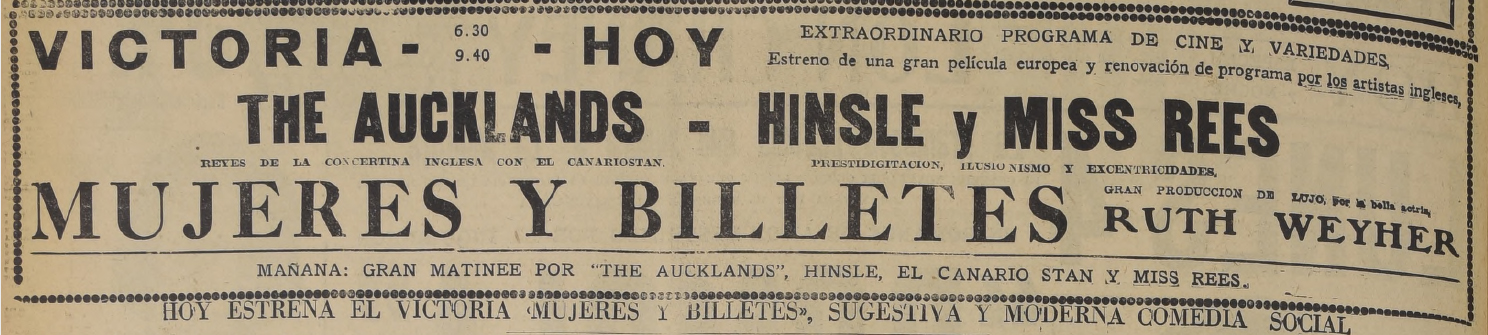 VICTORIA - 6.30 9.40 - HOY
EXTRAORDINARIO PROGRAMA DE CINE Y VARIEDADES,
Estreno de una gran película europea y renovación de programa por los artistas ingleses,
THE AUCKLANDS - HINSLE y MISS REES
REYES DE LA CONCERTINA INGLESA CON EL CANARIOSTAN.
PRESTIDIGITACION, ILUSIONISMO Y EXCENTRICIDADES,
MUJERES Y BILLETES
GRAN PRODUCCION DE LUJO, por la bella actriz,
RUTH WEYHER
MAÑANA: GRAN MATINEE POR "THE AUCKLANDS", HINSLE, EL CANARIO STAN Y MISS REES.
HOY ESTRENA EL VICTORIA «MUJERES Y BILLETES», SUGESTIVA Y MODERNA COMEDIA SOCIAL